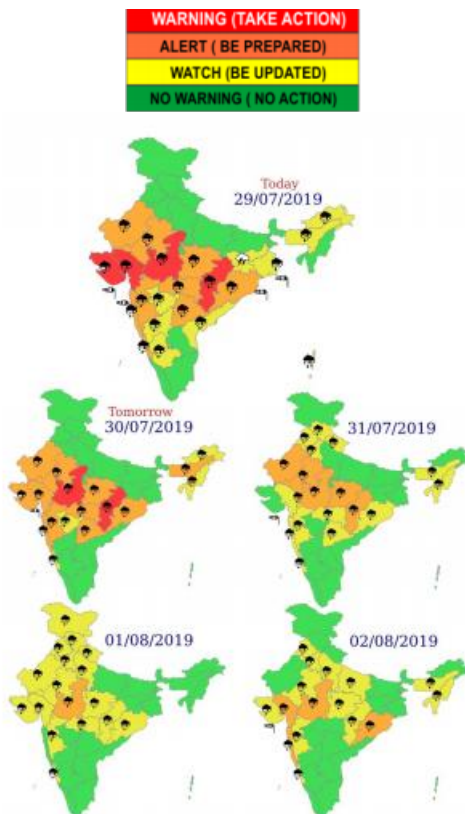 WARNING (TAKE ACTION)
ALERT ( BE PREPARED)
WATCH (BE UPDATED)
NO WARNING ( NO ACTION)
Today
29/07/2019
Tomorrow
30/07/2019
31/07/2019
01/08/2019
02/08/2019